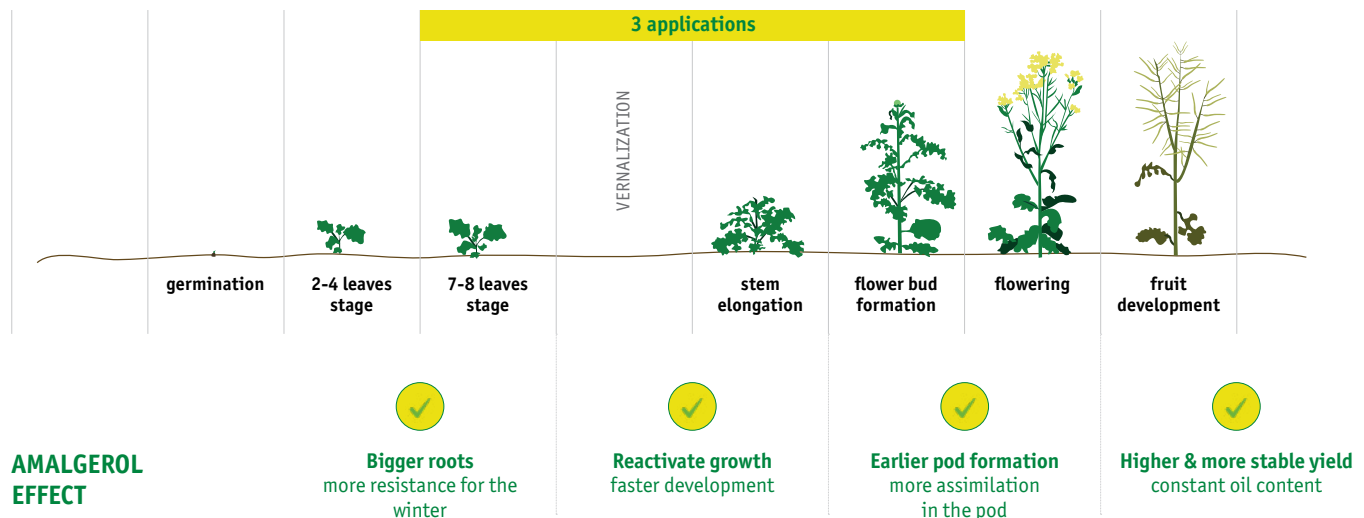 3 applications
VERNALIZATION
germination
2-4 leaves
stage
7-8 leaves
stage
stem
elongation
flower bud
formation
flowering
fruit
development
AMALGEROL
EFFECT
Bigger roots
more resistance for the
winter
Reactivate growth
faster development
Earlier pod formation
more assimilation
in the pod
Higher & more stable yield
constant oil content